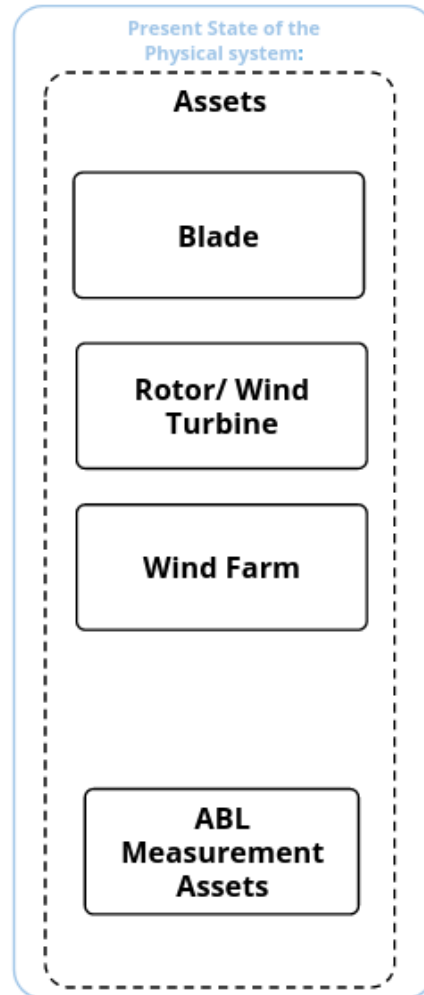 Present State of the
Physical system:
Assets
Blade
Rotor/ Wind
Turbine
Wind Farm
ABL
Measurement
Assets